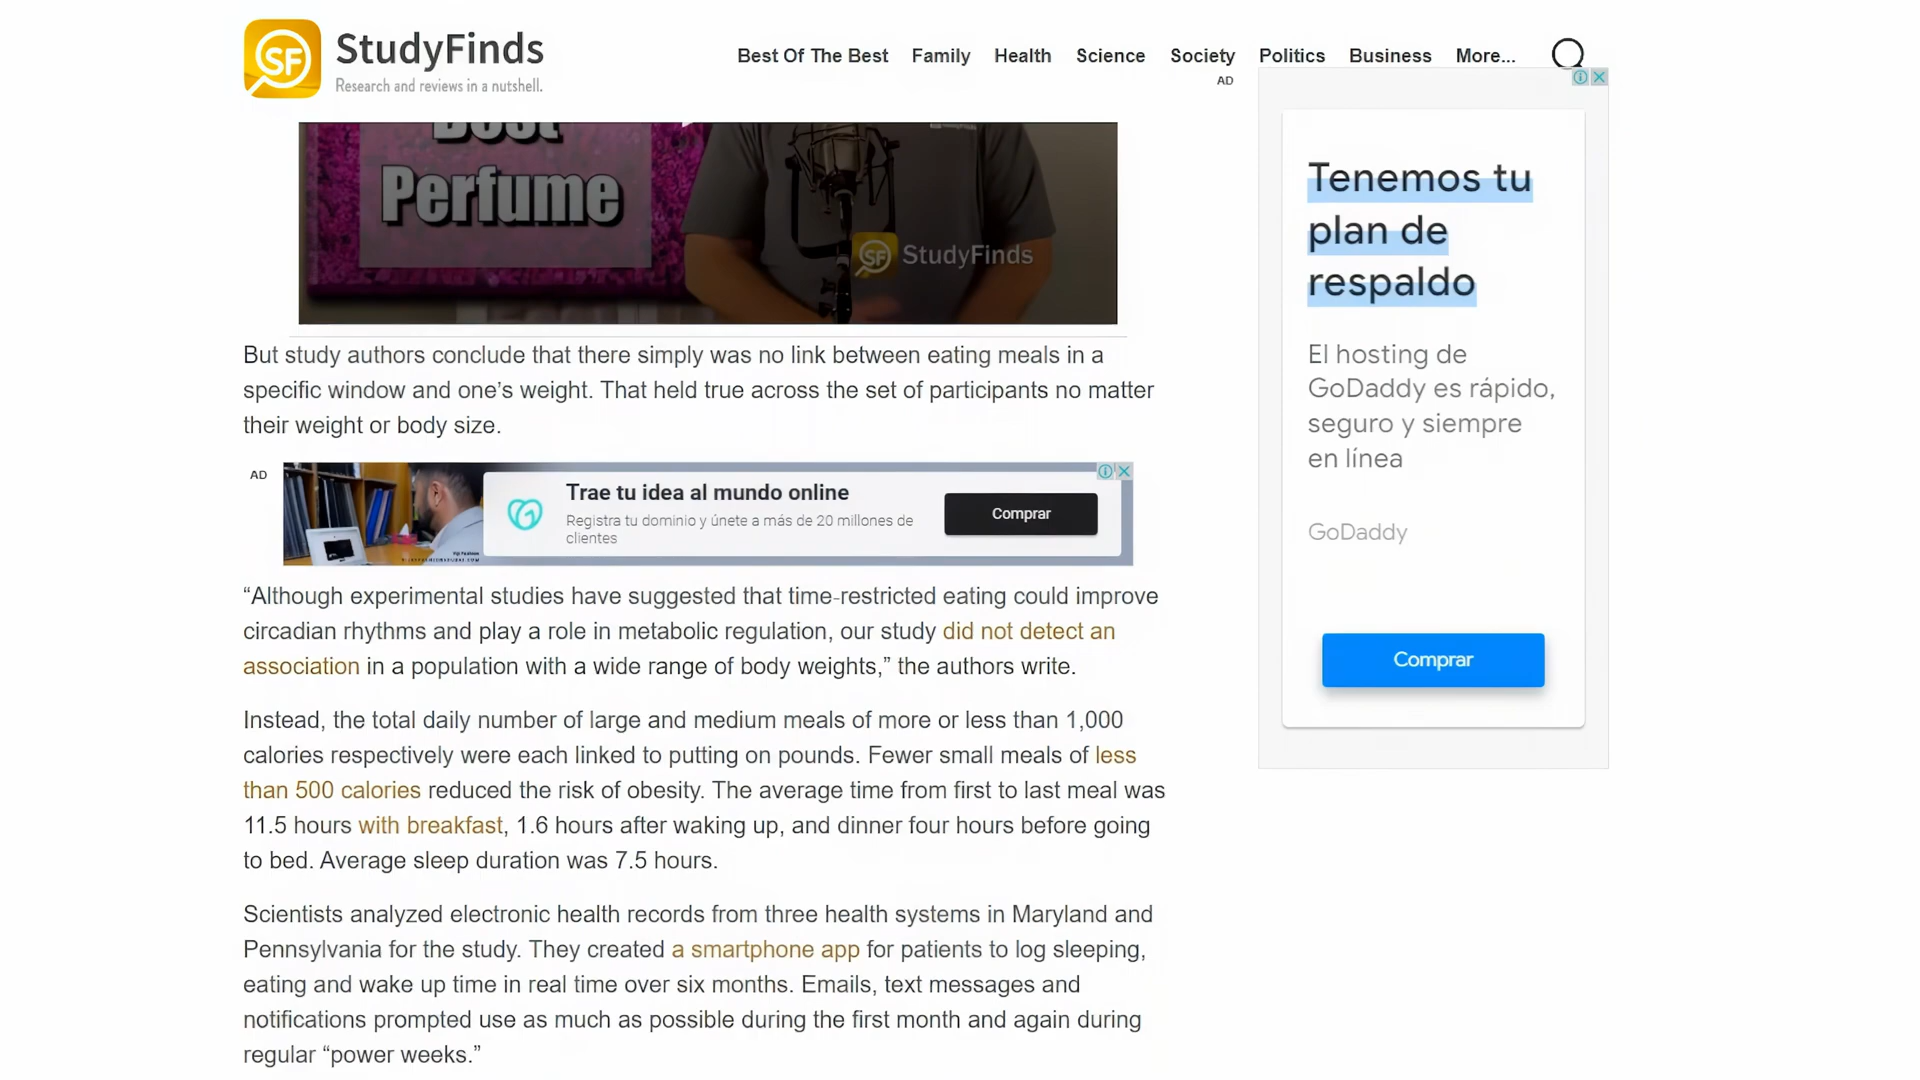 StudyFinds
Research and reviews in a nutshell.
Best Of The Best Family Health Science Society Politics Business More...
AD
Best
Perfume
StudyFinds
But study authors conclude that there simply was no link between eating meals in a
specific window and one’s weight. That held true across the set of participants no matter
their weight or body size.
AD
Trae tu idea al mundo online
Registra tu dominio y únete a más de 20 millones de
clientes
Comprar
“Although experimental studies have suggested that time-restricted eating could improve
circadian rhythms and play a role in metabolic regulation, our study did not detect an
association in a population with a wide range of body weights,” the authors write.
Instead, the total daily number of large and medium meals of more or less than 1,000
calories respectively were each linked to putting on pounds. Fewer small meals of less
than 500 calories reduced the risk of obesity. The average time from first to last meal was
11.5 hours with breakfast, 1.6 hours after waking up, and dinner four hours before going
to bed. Average sleep duration was 7.5 hours.
Scientists analyzed electronic health records from three health systems in Maryland and
Pennsylvania for the study. They created a smartphone app for patients to log sleeping,
eating and wake up time in real time over six months. Emails, text messages and
notifications prompted use as much as possible during the first month and again during
regular “power weeks.”
Tenemos tu
plan de
respaldo
El hosting de
GoDaddy es rápido,
seguro y siempre
en línea
GoDaddy
Comprar